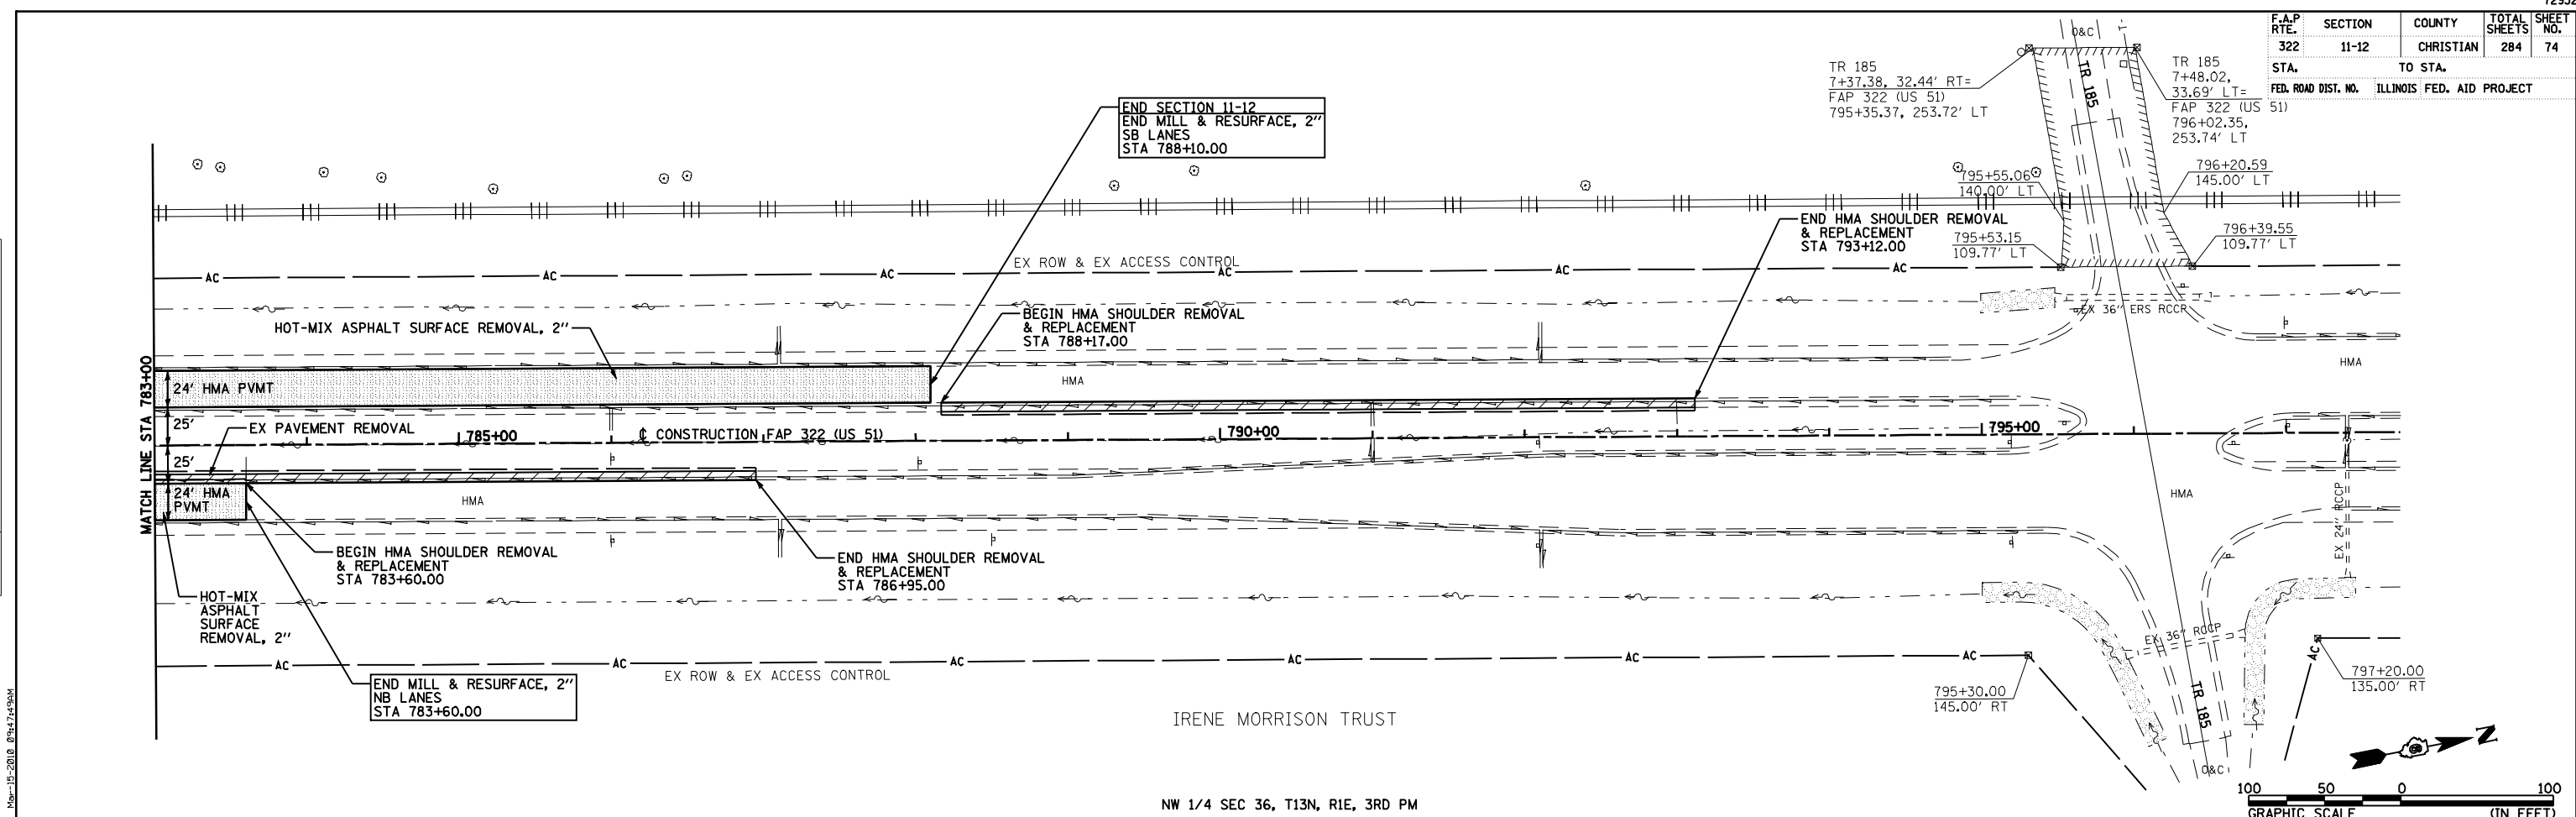 F.A.P RTE. SECTION COUNTY TOTAL SHEETS SHEET NO.
322 11-12 CHRISTIAN 284 74
STA. TO STA.
FED. ROAD DIST. NO. ILLINOIS FED. AID PROJECT
TR 185
7+37.38, 32.44' RT=
FAP 322 (US 51)
795+35.37, 253.72' LT
O&C
TR 185
TR 185
7+48.02,
33.69' LT=
FAP 322 (US 51)
796+02.35,
253.74' LT
END SECTION 11-12
END MILL & RESURFACE, 2"
SB LANES
STA 788+10.00
795+55.06
140.00' LT
796+20.59
145.00' LT
END HMA SHOULDER REMOVAL
& REPLACEMENT
STA 793+12.00
795+53.15
109.77' LT
796+39.55
109.77' LT
EX ROW & EX ACCESS CONTROL
AC AC AC AC AC AC
HOT-MIX ASPHALT SURFACE REMOVAL, 2"
BEGIN HMA SHOULDER REMOVAL
& REPLACEMENT
STA 788+17.00
EX 36" ERS RCCP
HMA
HMA
MATCH LINE STA 783+00
24' HMA PVMT
25'
EX PAVEMENT REMOVAL
785+00
℄ CONSTRUCTION FAP 322 (US 51)
790+00
795+00
25'
24' HMA
PVMT
HMA
HMA
EX 24" RCCP
BEGIN HMA SHOULDER REMOVAL
& REPLACEMENT
STA 783+60.00
END HMA SHOULDER REMOVAL
& REPLACEMENT
STA 786+95.00
HOT-MIX
ASPHALT
SURFACE
REMOVAL, 2"
EX 36" RCCP
AC AC AC AC AC AC AC
EX ROW & EX ACCESS CONTROL
END MILL & RESURFACE, 2"
NB LANES
STA 783+60.00
795+30.00
145.00' RT
797+20.00
135.00' RT
IRENE MORRISON TRUST
TR 185
O&C
N
NW 1/4 SEC 36, T13N, R1E, 3RD PM
100 50 0 100
GRAPHIC SCALE (IN FEET)
Mar-15-2010 09:47:49AM